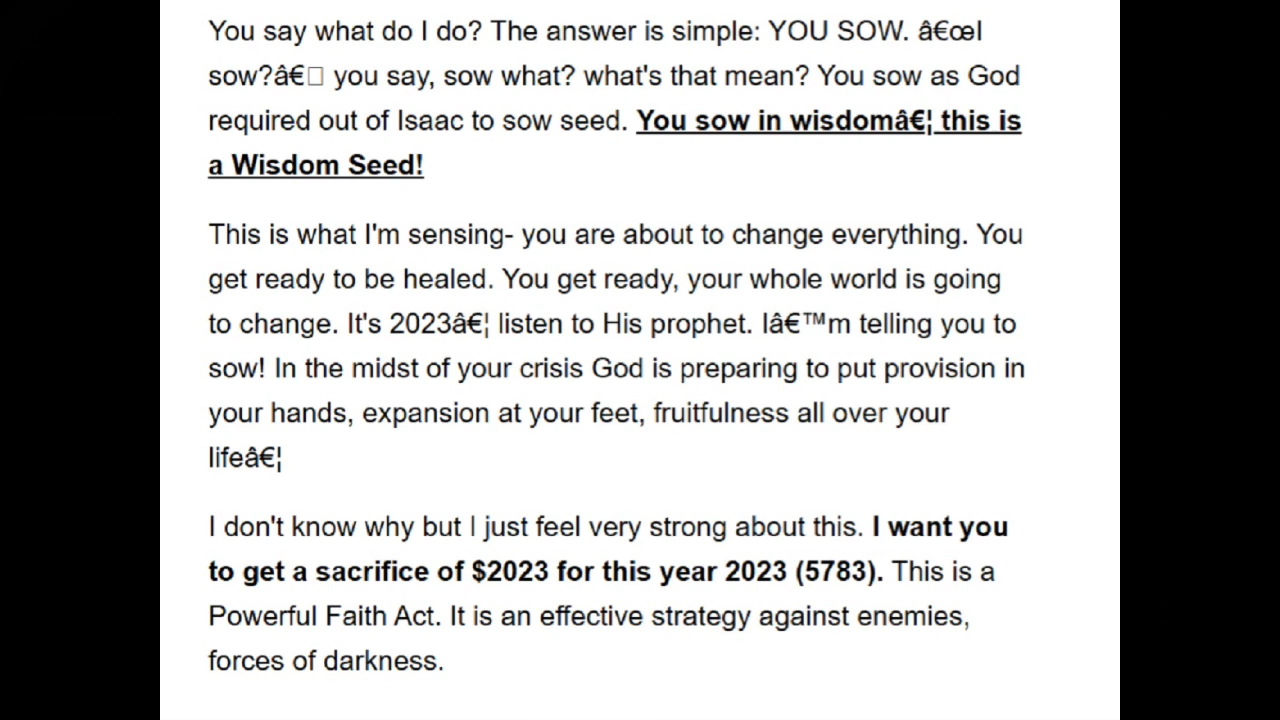 You say what do I do? The answer is simple: YOU SOW. â€œI
sow?â€□ you say, sow what? what's that mean? You sow as God
required out of Isaac to sow seed. You sow in wisdomâ€¦ this is
a Wisdom Seed!
This is what I'm sensing- you are about to change everything. You
get ready to be healed. You get ready, your whole world is going
to change. It's 2023â€¦ listen to His prophet. Iâ€™m telling you to
sow! In the midst of your crisis God is preparing to put provision in
your hands, expansion at your feet, fruitfulness all over your
lifeâ€¦
I don't know why but I just feel very strong about this. I want you
to get a sacrifice of $2023 for this year 2023 (5783). This is a
Powerful Faith Act. It is an effective strategy against enemies,
forces of darkness.